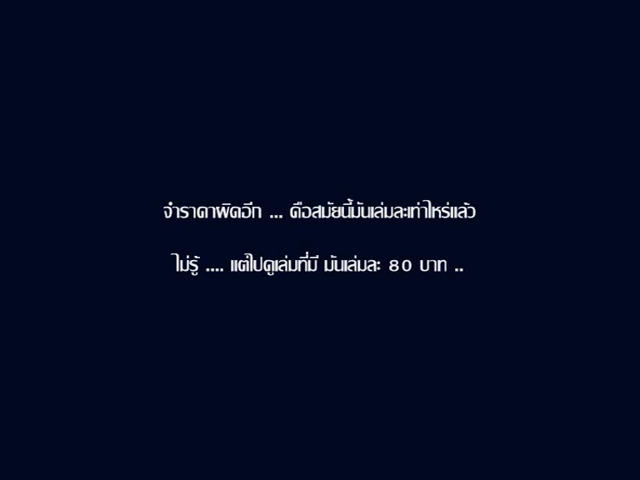 จำราคาผิดอีก ... คือสมัยนี้มันเล่มละเท่าไหร่แล้ว
ไม่รู้ .... แต่ไปดูเล่มที่มี มันเล่มละ 80 บาท ..